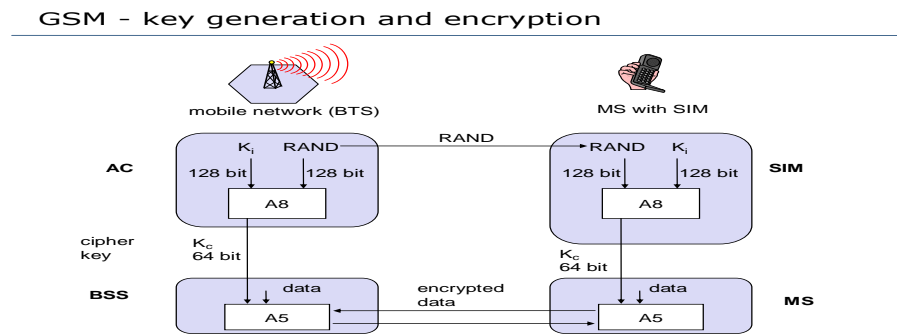 GSM - key generation and encryption
mobile network (BTS)
MS with SIM
RAND
AC
Ki RAND
128 bit 128 bit
A8
RAND Ki
128 bit 128 bit
A8
SIM
cipher
key
Kc
64 bit
Kc
64 bit
BSS
data
A5
encrypted
data
data
A5
MS